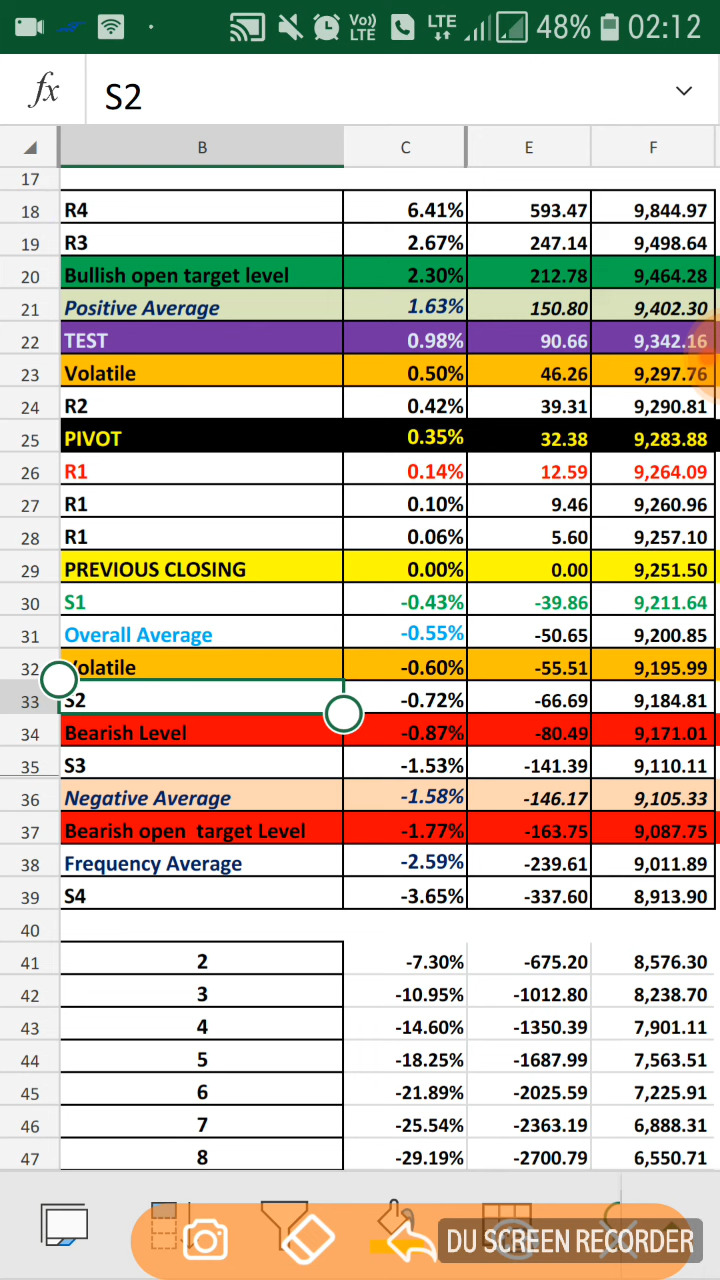 Vo)) LTE LTE 48% 02:12
fx S2
B C E F
17
18 R4 6.41% 593.47 9,844.97
19 R3 2.67% 247.14 9,498.64
20 Bullish open target level 2.30% 212.78 9,464.28
21 Positive Average 1.63% 150.80 9,402.30
22 TEST 0.98% 90.66 9,342.16
23 Volatile 0.50% 46.26 9,297.76
24 R2 0.42% 39.31 9,290.81
25 PIVOT 0.35% 32.38 9,283.88
26 R1 0.14% 12.59 9,264.09
27 R1 0.10% 9.46 9,260.96
28 R1 0.06% 5.60 9,257.10
29 PREVIOUS CLOSING 0.00% 0.00 9,251.50
30 S1 -0.43% -39.86 9,211.64
31 Overall Average -0.55% -50.65 9,200.85
32 Volatile -0.60% -55.51 9,195.99
33 S2 -0.72% -66.69 9,184.81
34 Bearish Level -0.87% -80.49 9,171.01
35 S3 -1.53% -141.39 9,110.11
36 Negative Average -1.58% -146.17 9,105.33
37 Bearish open target Level -1.77% -163.75 9,087.75
38 Frequency Average -2.59% -239.61 9,011.89
39 S4 -3.65% -337.60 8,913.90
40
41 2 -7.30% -675.20 8,576.30
42 3 -10.95% -1012.80 8,238.70
43 4 -14.60% -1350.39 7,901.11
44 5 -18.25% -1687.99 7,563.51
45 6 -21.89% -2025.59 7,225.91
46 7 -25.54% -2363.19 6,888.31
47 8 -29.19% -2700.79 6,550.71
DU SCREEN RECORDER